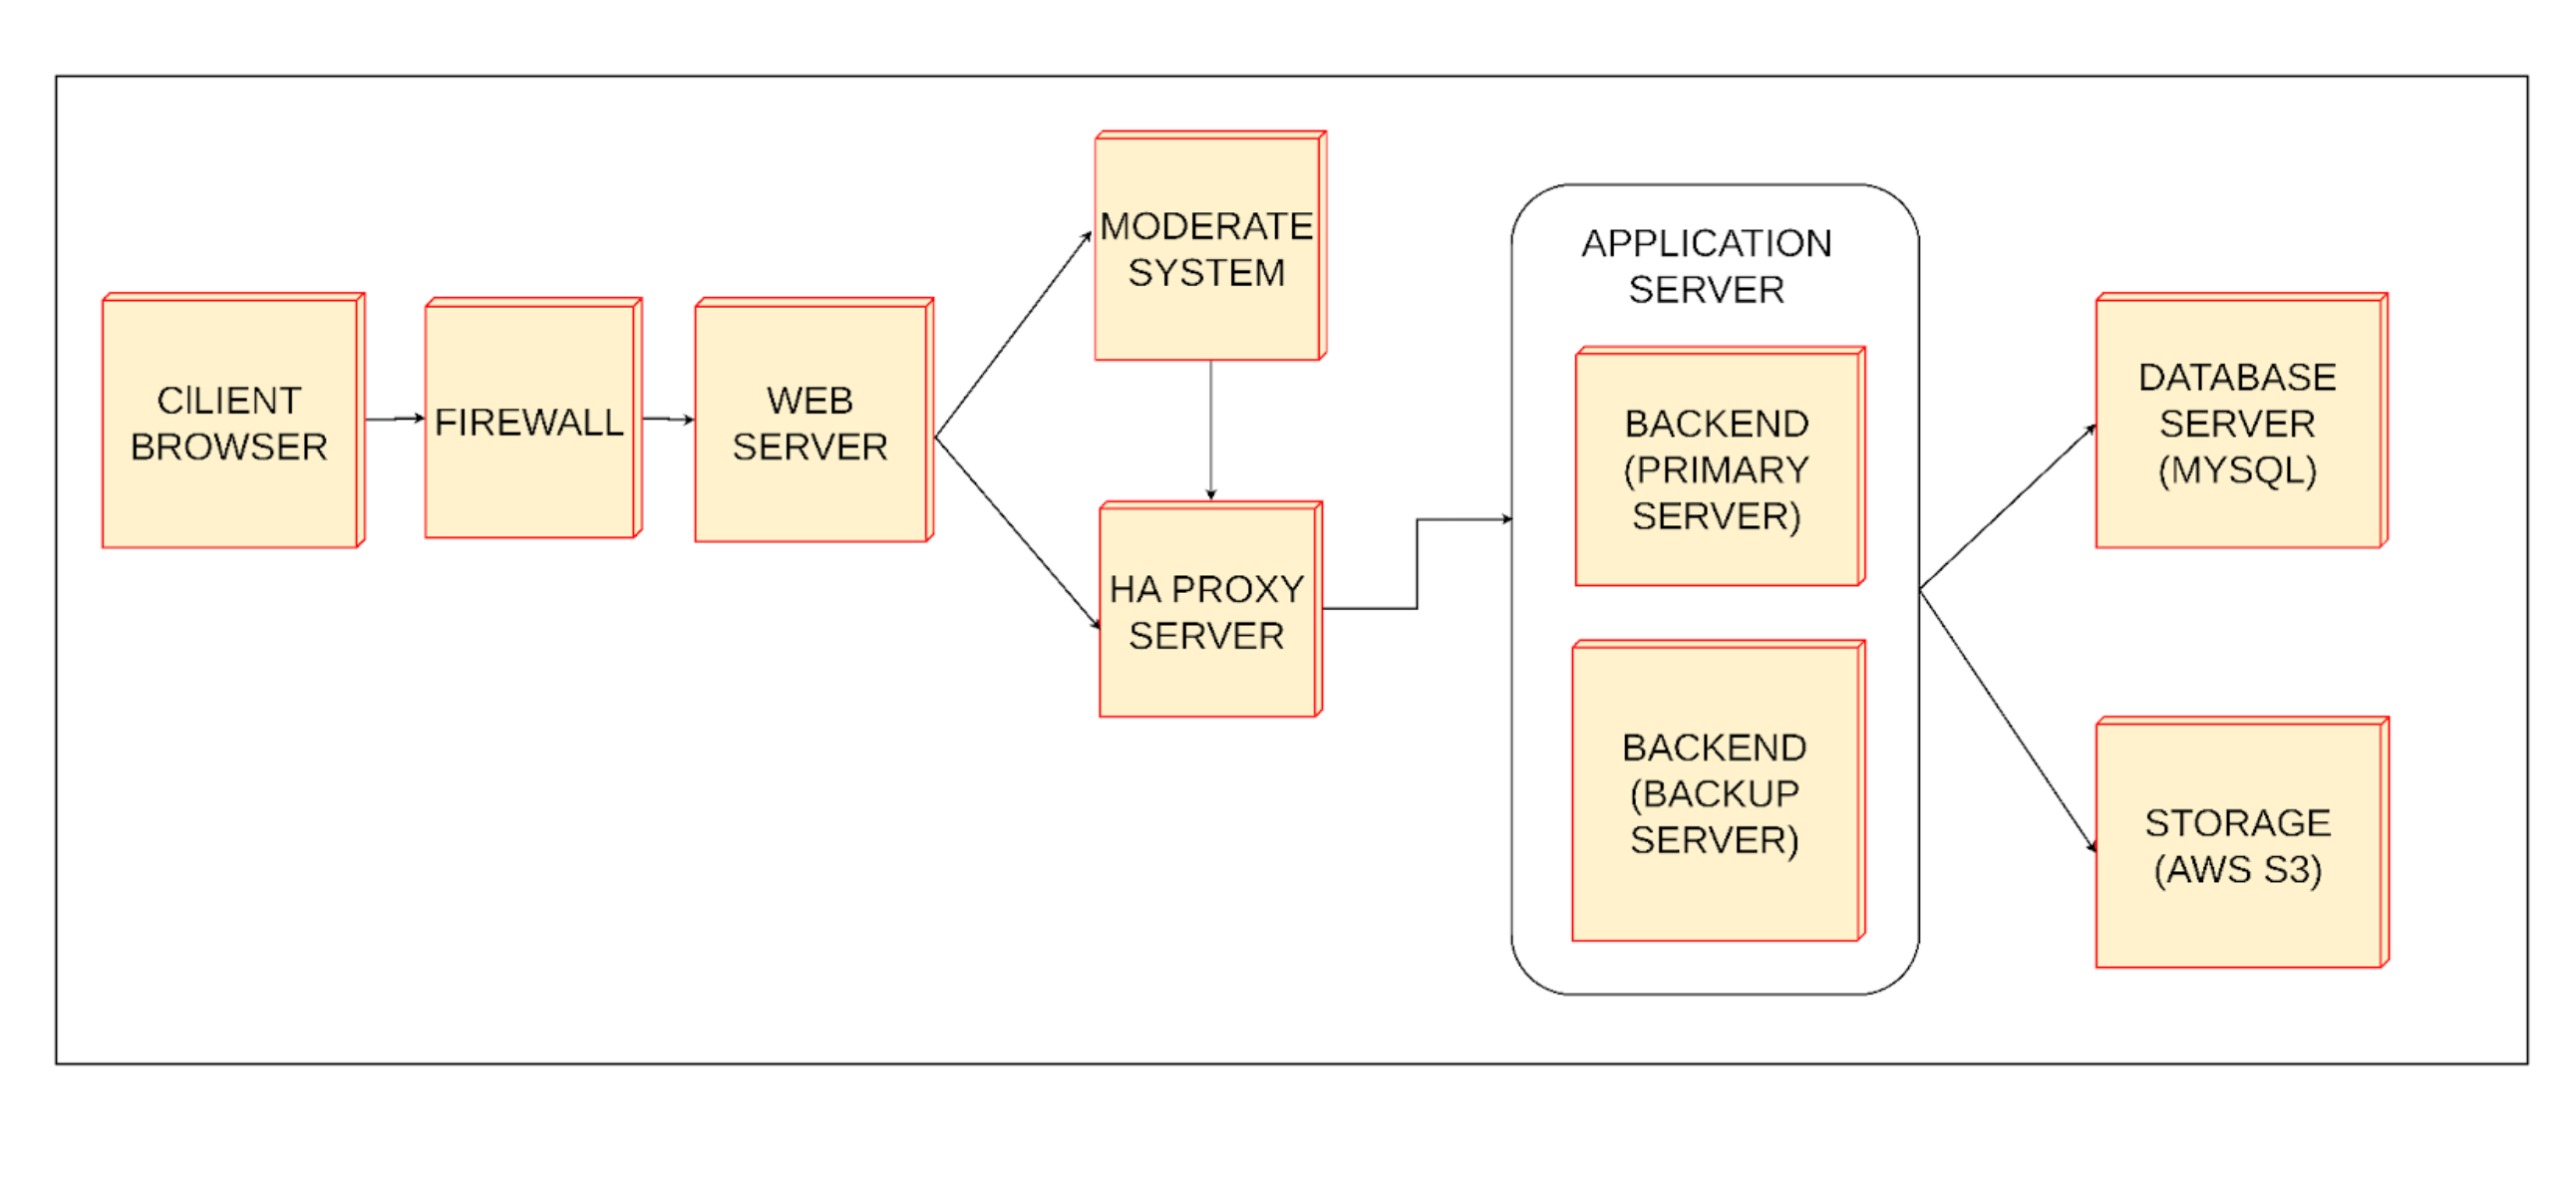 ClLIENT
BROWSER
FIREWALL
WEB
SERVER
MODERATE
SYSTEM
HA PROXY
SERVER
APPLICATION
SERVER
BACKEND
(PRIMARY
SERVER)
BACKEND
(BACKUP
SERVER)
DATABASE
SERVER
(MYSQL)
STORAGE
(AWS S3)